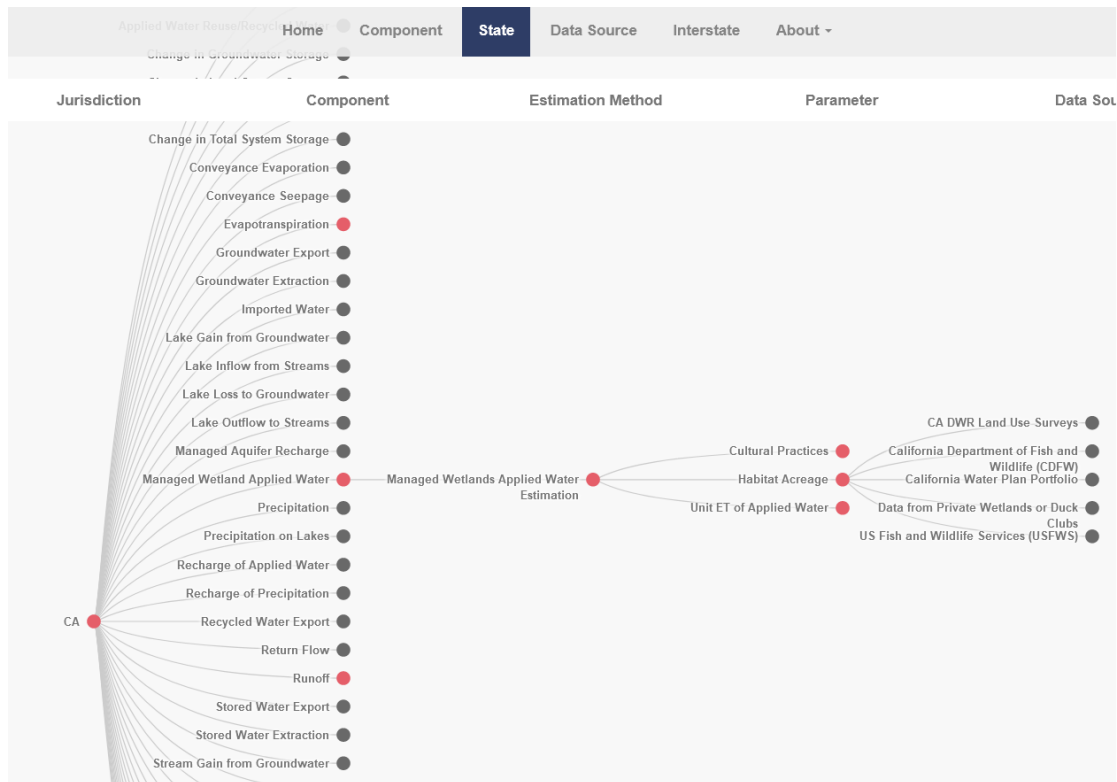 Applied Water Reuse/Recycled Water
Home Component State Data Source Interstate About
Change in Groundwater Storage
Jurisdiction Component Estimation Method Parameter Data Sou
Change in Total System Storage
Conveyance Evaporation
Conveyance Seepage
Evapotranspiration
Groundwater Export
Groundwater Extraction
Imported Water
Lake Gain from Groundwater
Lake Inflow from Streams
Lake Loss to Groundwater
Lake Outflow to Streams
Managed Aquifer Recharge
Managed Wetland Applied Water
Precipitation
Precipitation on Lakes
Recharge of Applied Water
Recharge of Precipitation
CA
Recycled Water Export
Return Flow
Runoff
Stored Water Export
Stored Water Extraction
Stream Gain from Groundwater
Managed Wetlands Applied Water
Estimation
Cultural Practices
Habitat Acreage
Unit ET of Applied Water
CA DWR Land Use Surveys
California Department of Fish and
Wildlife (CDFW)
California Water Plan Portfolio
Data from Private Wetlands or Duck
Clubs
US Fish and Wildlife Services (USFWS)